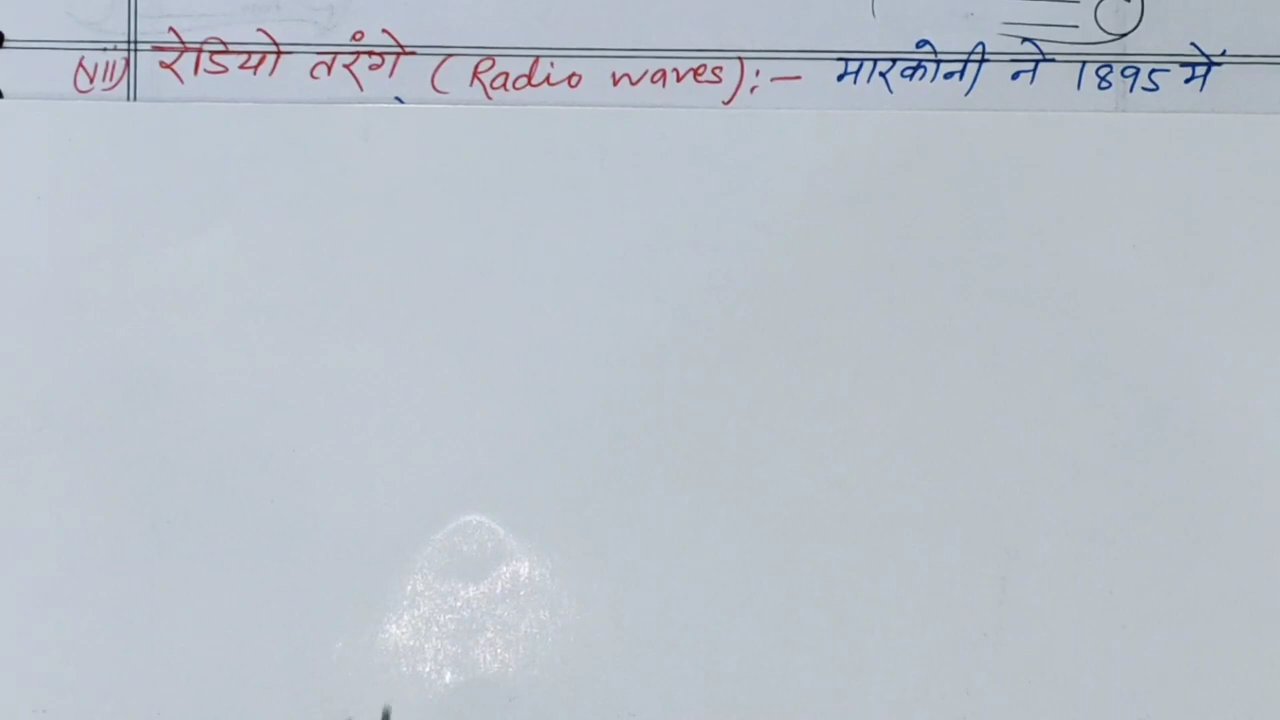 (VII) रेडियो तरंगे (Radio waves):- मारकोनी ने 1895 में